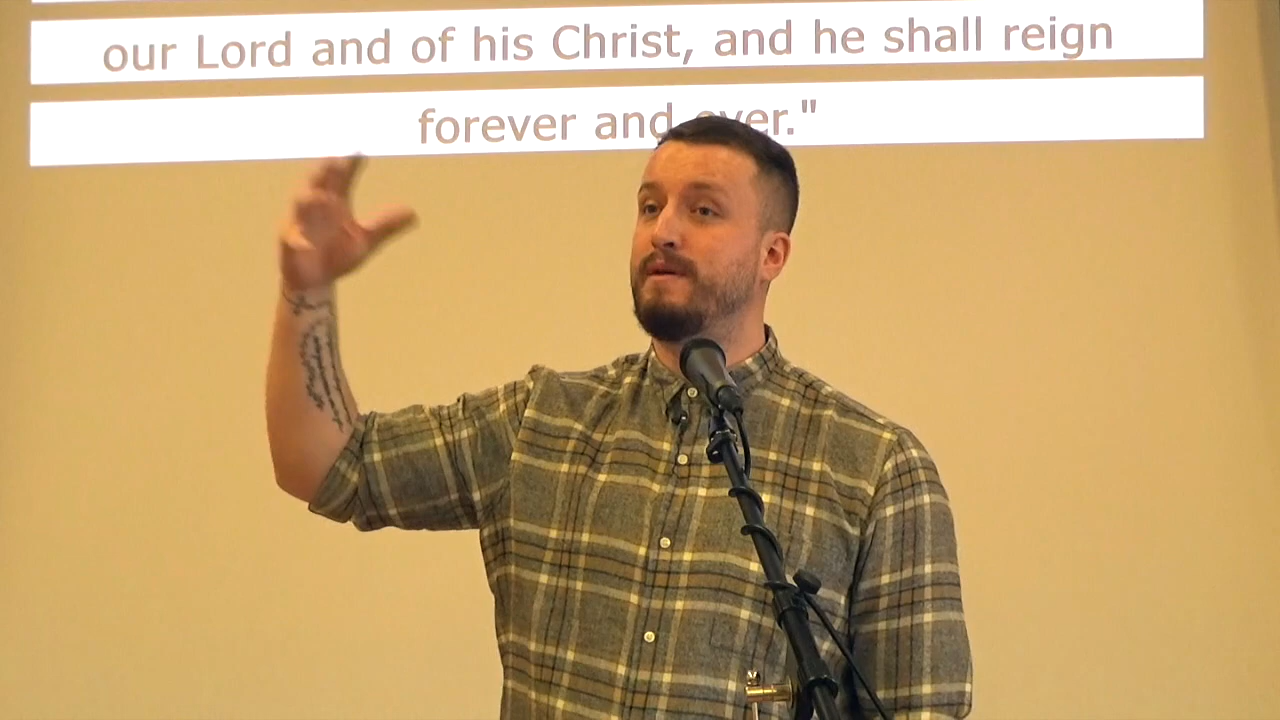 our Lord and of his Christ, and he shall reign
forever and ever."